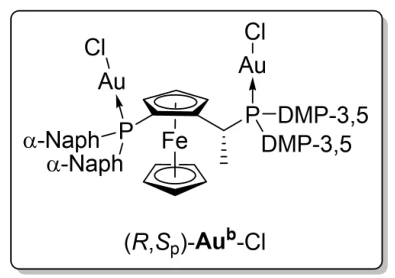 Cl
Cl
Au
Au
P
P
DMP-3,5
α-Naph
Fe
DMP-3,5
α-Naph
(R,Sp)-Auᵇ-Cl